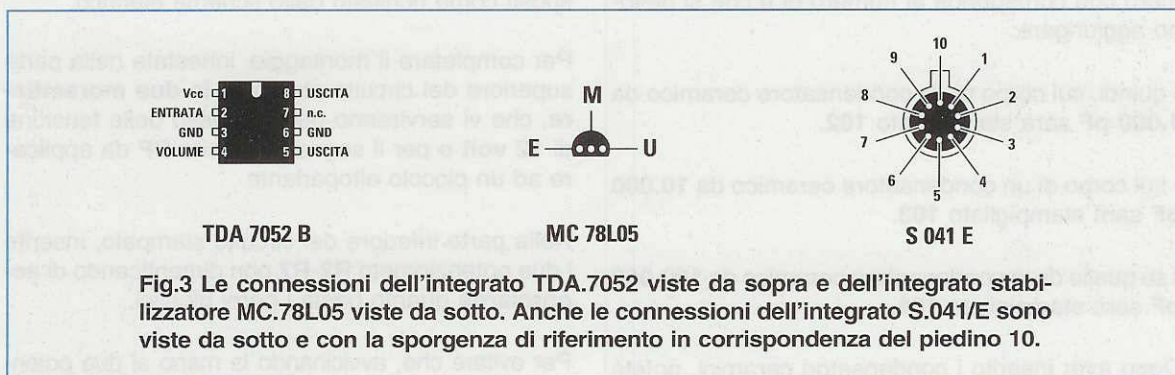 10
9 1
8 2
7 3
6 4
5
Vcc 1 8 USCITA
ENTRATA 2 7 n.c.
GND 3 6 GND
VOLUME 4 5 USCITA
M
E U
TDA 7052 B
MC 78L05
S 041 E
Fig.3 Le connessioni dell'integrato TDA.7052 viste da sopra e dell'integrato stabi-
lizzatore MC.78L05 viste da sotto. Anche le connessioni dell'integrato S.041/E sono
viste da sotto e con la sporgenza di riferimento in corrispondenza del piedino 10.